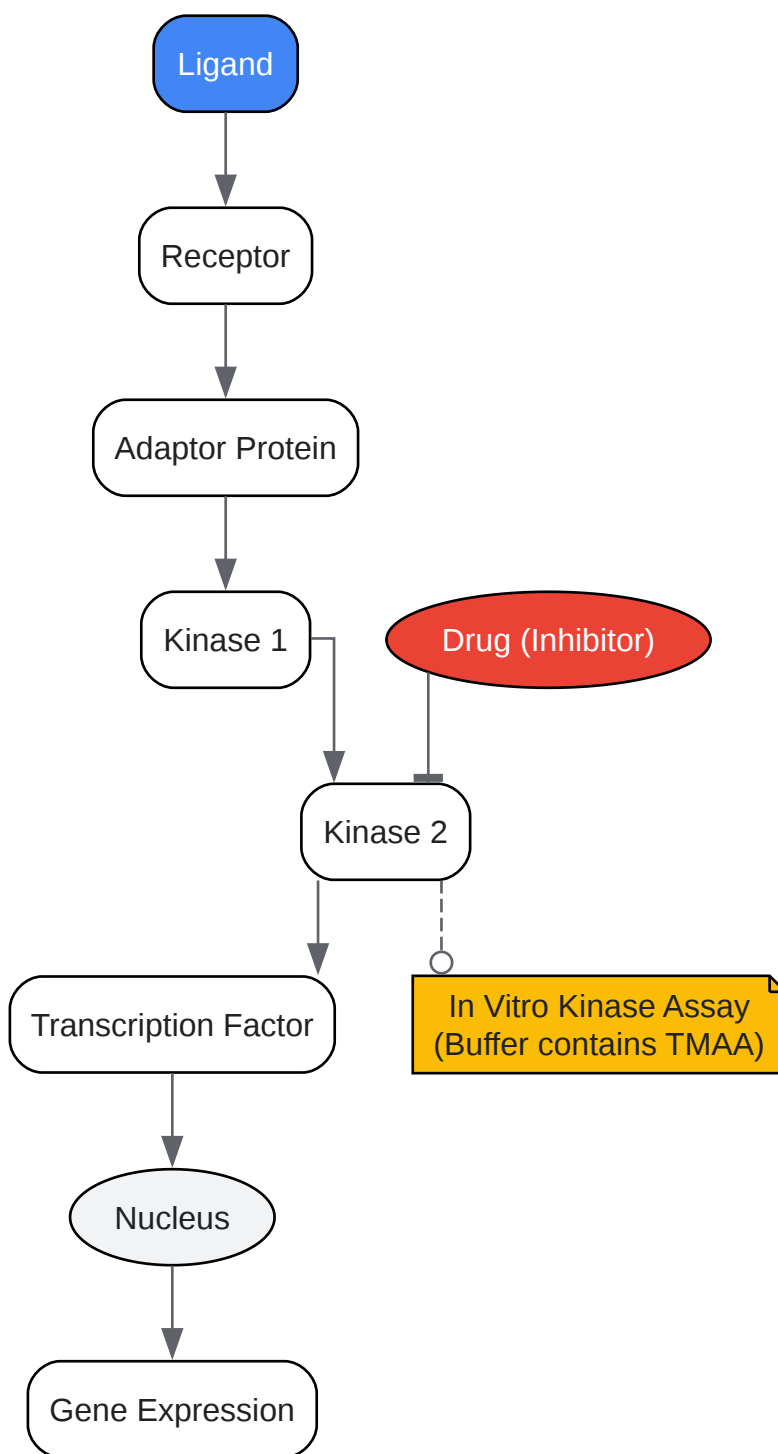 Ligand
Receptor
Adaptor Protein
Kinase 1
Drug (Inhibitor)
Kinase 2
Transcription Factor
In Vitro Kinase Assay
(Buffer contains TMAA)
Nucleus
Gene Expression